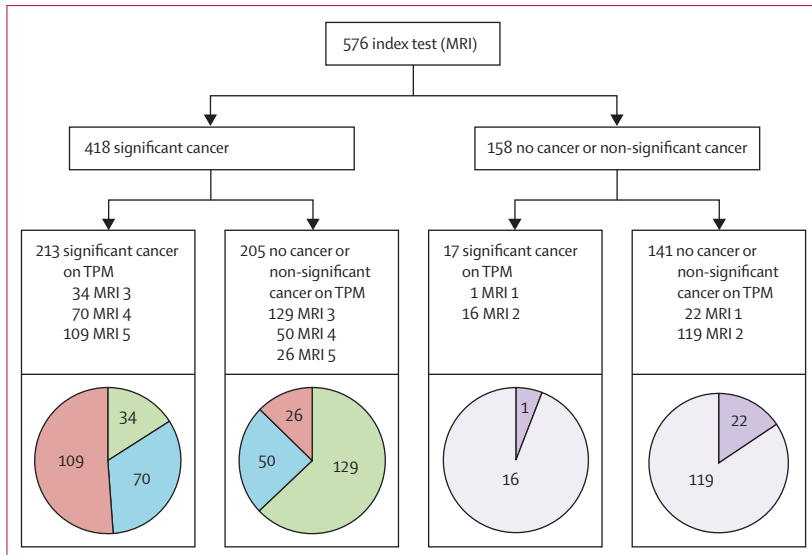 576 index test (MRI)
418 significant cancer
158 no cancer or non-significant cancer
213 significant cancer
on TPM
34 MRI 3
70 MRI 4
109 MRI 5
205 no cancer or
non-significant
cancer on TPM
129 MRI 3
50 MRI 4
26 MRI 5
17 significant cancer
on TPM
1 MRI 1
16 MRI 2
141 no cancer or
non-significant
cancer on TPM
22 MRI 1
119 MRI 2
34
109
70
26
50
129
1
16
22
119